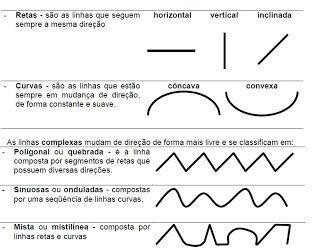 - Retas - são as linhas que seguem sempre a mesma direção
horizontal vertical inclinada
- Curvas - são as linhas que estão sempre em mudança de direção, de forma constante e suave.
côncava convexa
As linhas complexas mudam de direção de forma mais livre e se classificam em:
- Poligonal ou quebrada - é a linha composta por segmentos de retas que possuem diversas direções.
- Sinuosas ou onduladas - compostas por uma seqüência de linhas curvas.
- Mista ou mistilínea - composta por linhas retas e curvas